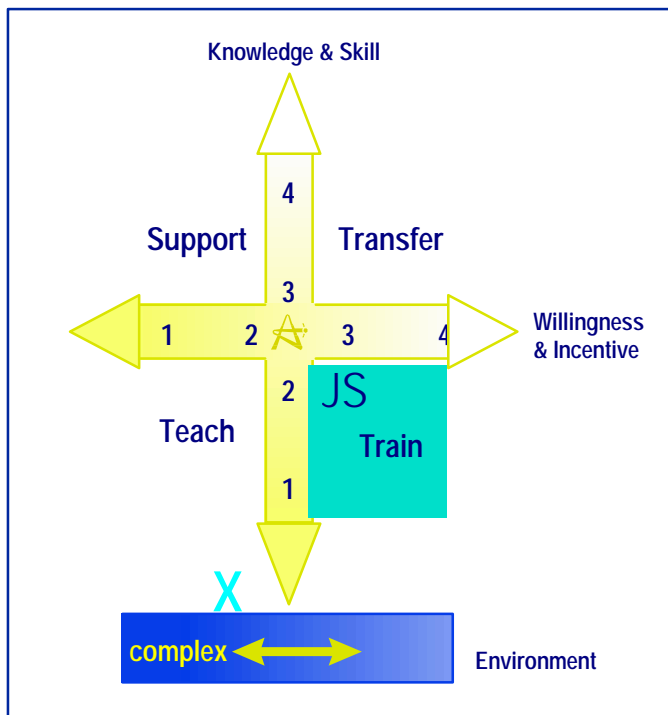 Knowledge & Skill
4
Support Transfer
3
1 2 3 4
Willingness
& Incentive
2 JS
Teach
Train
1
X
complex
Environment